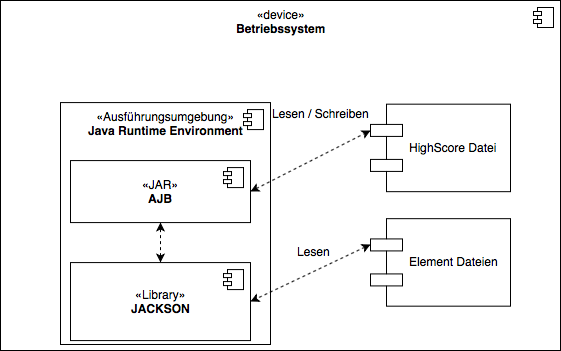 «device»
Betriebssystem
«Ausführungsumgebung»
Java Runtime Environment
Lesen / Schreiben
HighScore Datei
«JAR»
AJB
Lesen
Element Dateien
«Library»
JACKSON